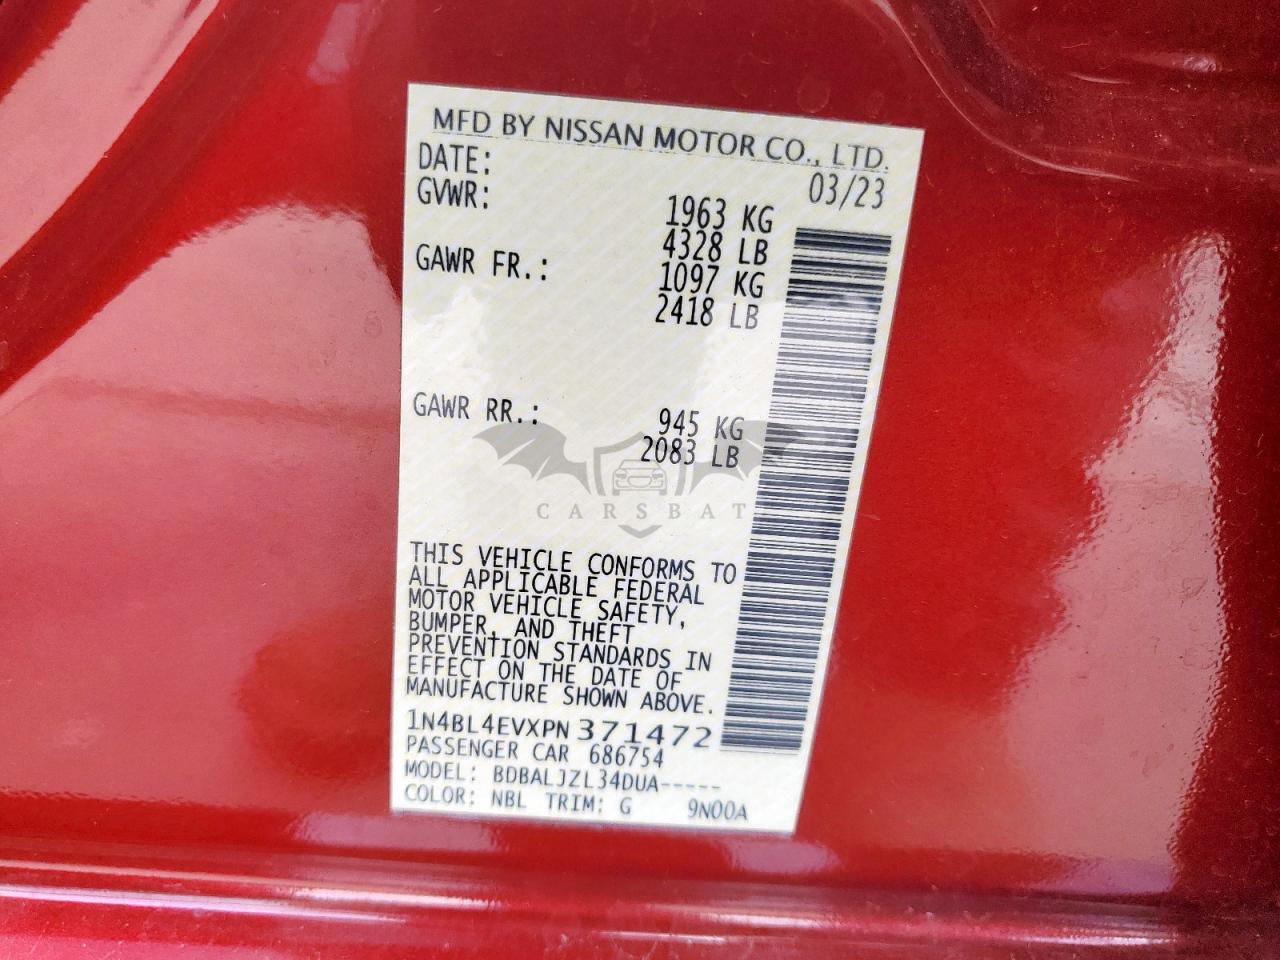 MFD BY NISSAN MOTOR CO., LTD.
DATE: 03/23
GVWR: 1963 KG
4328 LB
GAWR FR.: 1097 KG
2418 LB
GAWR RR.: 945 KG
2083 LB
CARSBAT
THIS VEHICLE CONFORMS TO
ALL APPLICABLE FEDERAL
MOTOR VEHICLE SAFETY,
BUMPER, AND THEFT
PREVENTION STANDARDS IN
EFFECT ON THE DATE OF
MANUFACTURE SHOWN ABOVE.
1N4BL4EVXPN371472
PASSENGER CAR 686754
MODEL: BDBALJZL34DUA-----
COLOR: NBL TRIM: G 9N00A